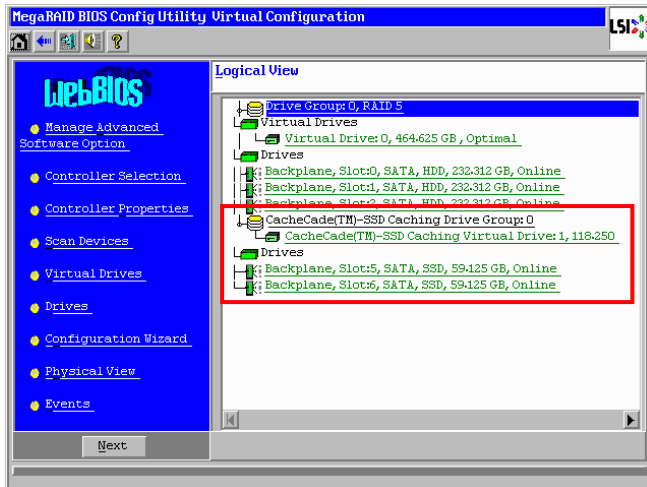 MegaRAID BIOS Config Utility Virtual Configuration
LSI
WebBIOS
Manage Advanced
Software Option
Controller Selection
Controller Properties
Scan Devices
Virtual Drives
Drives
Configuration Wizard
Physical View
Events
Next
Logical View
Drive Group: 0, RAID 5
Virtual Drives
Virtual Drive: 0, 464.625 GB, Optimal
Drives
Backplane, Slot:0, SATA, HDD, 232.312 GB, Online
Backplane, Slot:1, SATA, HDD, 232.312 GB, Online
Backplane, Slot:2, SATA, HDD, 232.312 GB, Online
CacheCade(TM)-SSD Caching Drive Group: 0
CacheCade(TM)-SSD Caching Virtual Drive: 1, 118.250
Drives
Backplane, Slot:5, SATA, SSD, 59.125 GB, Online
Backplane, Slot:6, SATA, SSD, 59.125 GB, Online